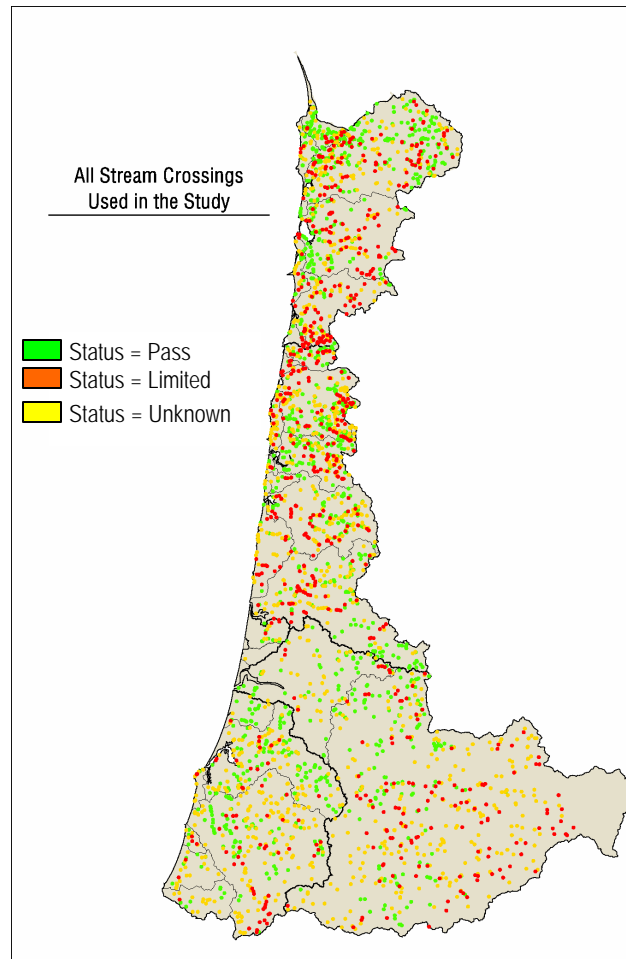 All Stream Crossings
Used in the Study
Status = Pass
Status = Limited
Status = Unknown